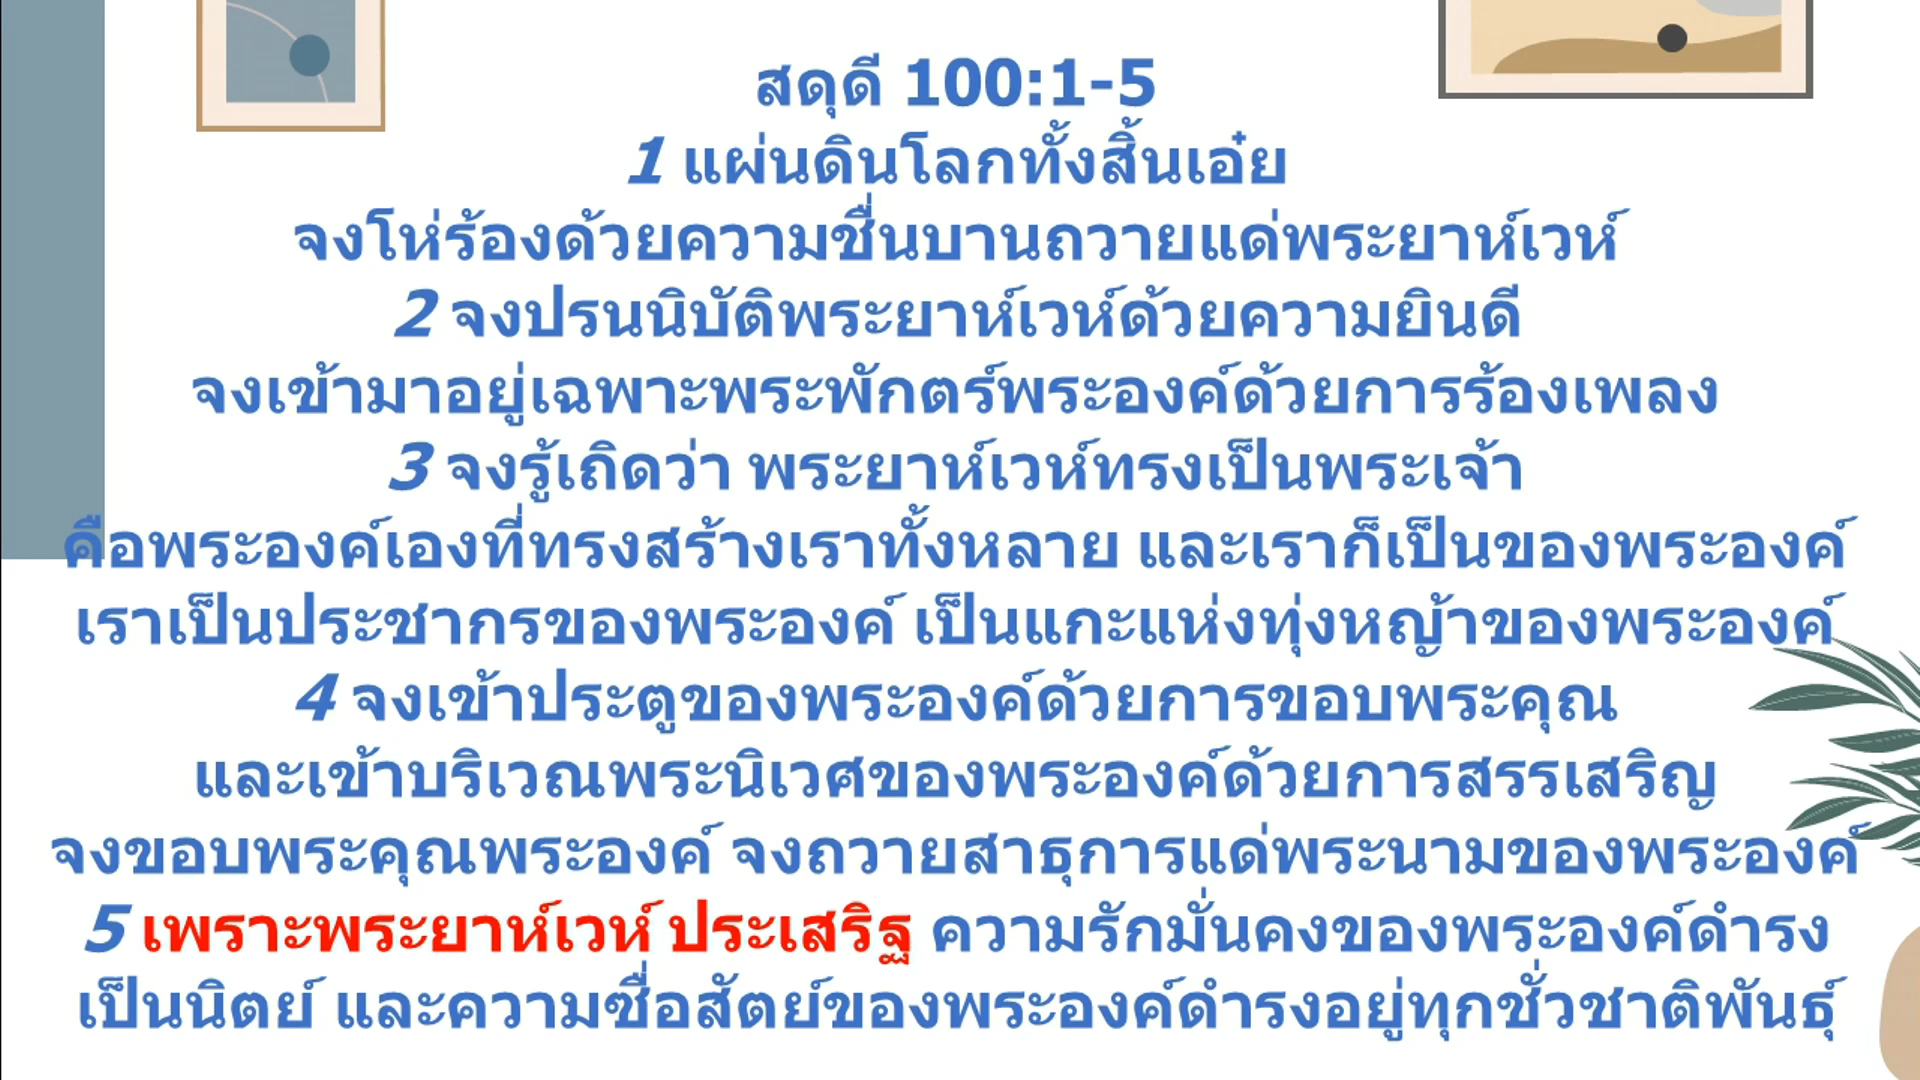 สดุดี 100:1-5
1 แผ่นดินโลกทั้งสิ้นเอ๋ย
จงโห่ร้องด้วยความชื่นบานถวายแด่พระยาห์เวห์
2 จงปรนนิบัติพระยาห์เวห์ด้วยความยินดี
จงเข้ามาอยู่เฉพาะพระพักตร์พระองค์ด้วยการร้องเพลง
3 จงรู้เถิดว่า พระยาห์เวห์ทรงเป็นพระเจ้า
คือพระองค์เองที่ทรงสร้างเราทั้งหลาย และเราก็เป็นของพระองค์
เราเป็นประชากรของพระองค์ เป็นแกะแห่งทุ่งหญ้าของพระองค์
4 จงเข้าประตูของพระองค์ด้วยการขอบพระคุณ
และเข้าบริเวณพระนิเวศของพระองค์ด้วยการสรรเสริญ
จงขอบพระคุณพระองค์ จงถวายสาธุการแด่พระนามของพระองค์
5 เพราะพระยาห์เวห์ ประเสริฐ ความรักมั่นคงของพระองค์ดำรง
เป็นนิตย์ และความซื่อสัตย์ของพระองค์ดำรงอยู่ทุกชั่วชาติพันธุ์